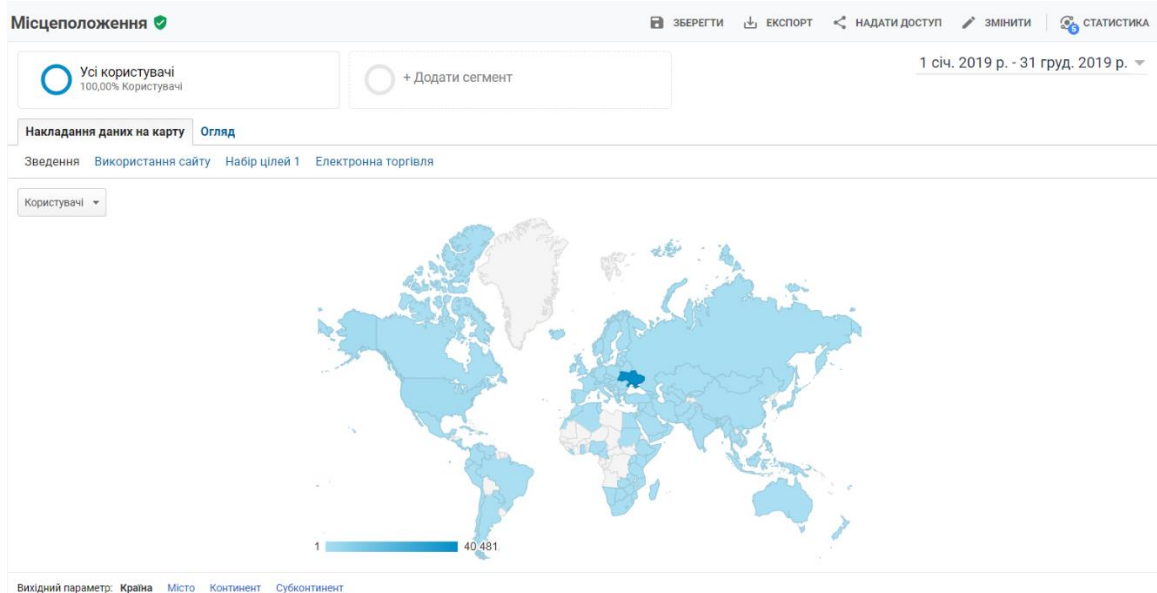 Місцеположення
ЗБЕРЕГТИ ЕКСПОРТ НАДАТИ ДОСТУП ЗМІНИТИ 5 СТАТИСТИКА
Усі користувачі
100,00% Користувачі
+ Додати сегмент
1 січ. 2019 р. - 31 груд. 2019 р.
Накладання даних на карту Огляд
Зведення Використання сайту Набір цілей 1 Електронна торгівля
Користувачі
1 40 481
Вихідний параметр: Країна Місто Континент Субконтинент